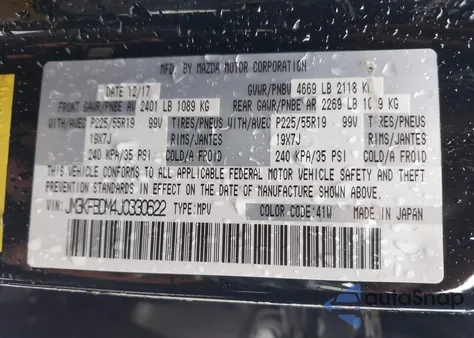 MFD. BY MAZDA MOTOR CORPORATION
DATE 12/17 GVWR/PNBV 4669 LB 2118 KG
FRONT GAWR/PNBE AV 2401 LB 1089 KG REAR GAWR/PNBE AR 2269 LB KG
WITH/AVEC P225/55R19 99V TIRES/PNEUS WITH/AVEC P225/55R19 99V TIRES/PNEUS
19X7J RIMS/JANTES 19X7J RIMS/JANTES
240 KPA/35 PSI COLD/A FROID 240 KPA/35 PSI COLD/A FROID
THIS VEHICLE CONFORMS TO ALL APPLICABLE FEDERAL MOTOR VEHICLE SAFETY AND THEFT
PREVENTION STANDARDS IN EFFECT ON THE DATE OF MANUFACTURE SHOWN ABOVE.
VIN: JM3KFBDM4J0330622 TYPE:MPV COLOR CODE:41W MADE IN JAPAN
autoSnap